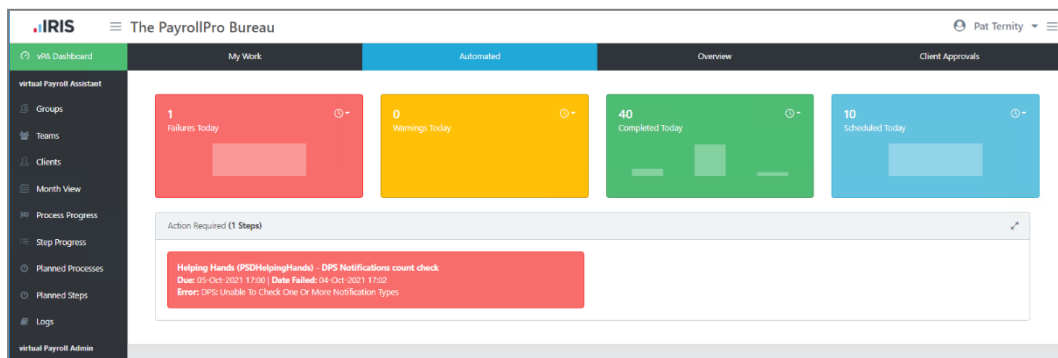 IRIS
The PayrollPro Bureau
Pat Ternity
vPA Dashboard
My Work
Automated
Overview
Client Approvals
virtual Payroll Assistant
Groups
Teams
Clients
Month View
Process Progress
Step Progress
Planned Processes
Planned Steps
Logs
virtual Payroll Admin
1
Failures Today
0
Warnings Today
40
Completed Today
10
Scheduled Today
Action Required (1 Steps)
Helping Hands (PSDHelpingHands) - DPS Notifications count check
Due: 05-Oct-2021 17:00 | Date Failed: 04-Oct-2021 17:02
Error: DPS: Unable To Check One Or More Notification Types